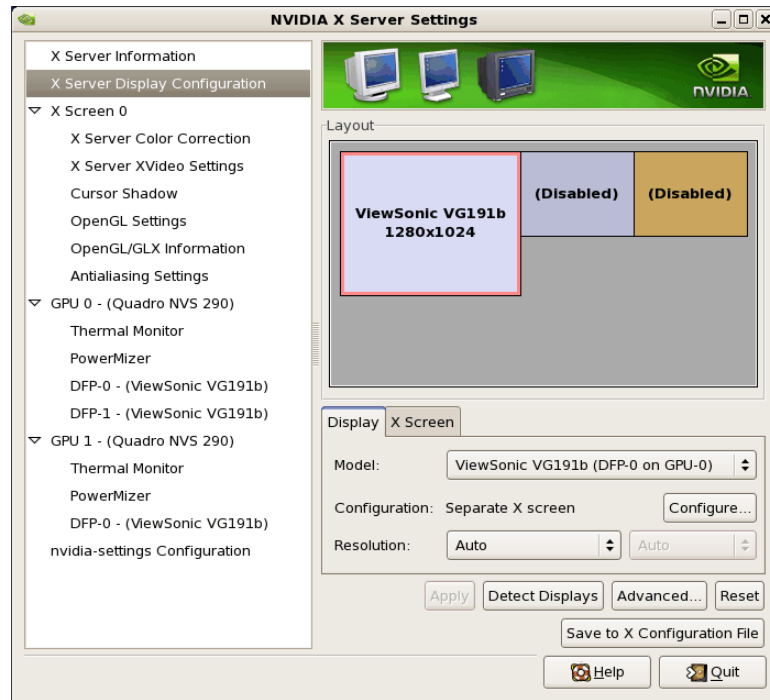 NVIDIA X Server Settings
X Server Information
X Server Display Configuration
X Screen 0
X Server Color Correction
X Server XVideo Settings
Cursor Shadow
OpenGL Settings
OpenGL/GLX Information
Antialiasing Settings
GPU 0 - (Quadro NVS 290)
Thermal Monitor
PowerMizer
DFP-0 - (ViewSonic VG191b)
DFP-1 - (ViewSonic VG191b)
GPU 1 - (Quadro NVS 290)
Thermal Monitor
PowerMizer
DFP-0 - (ViewSonic VG191b)
nvidia-settings Configuration
NVIDIA
Layout
ViewSonic VG191b
1280x1024
(Disabled)
(Disabled)
Display X Screen
Model: ViewSonic VG191b (DFP-0 on GPU-0)
Configuration: Separate X screen Configure...
Resolution: Auto Auto
Apply Detect Displays Advanced... Reset
Save to X Configuration File
Help Quit